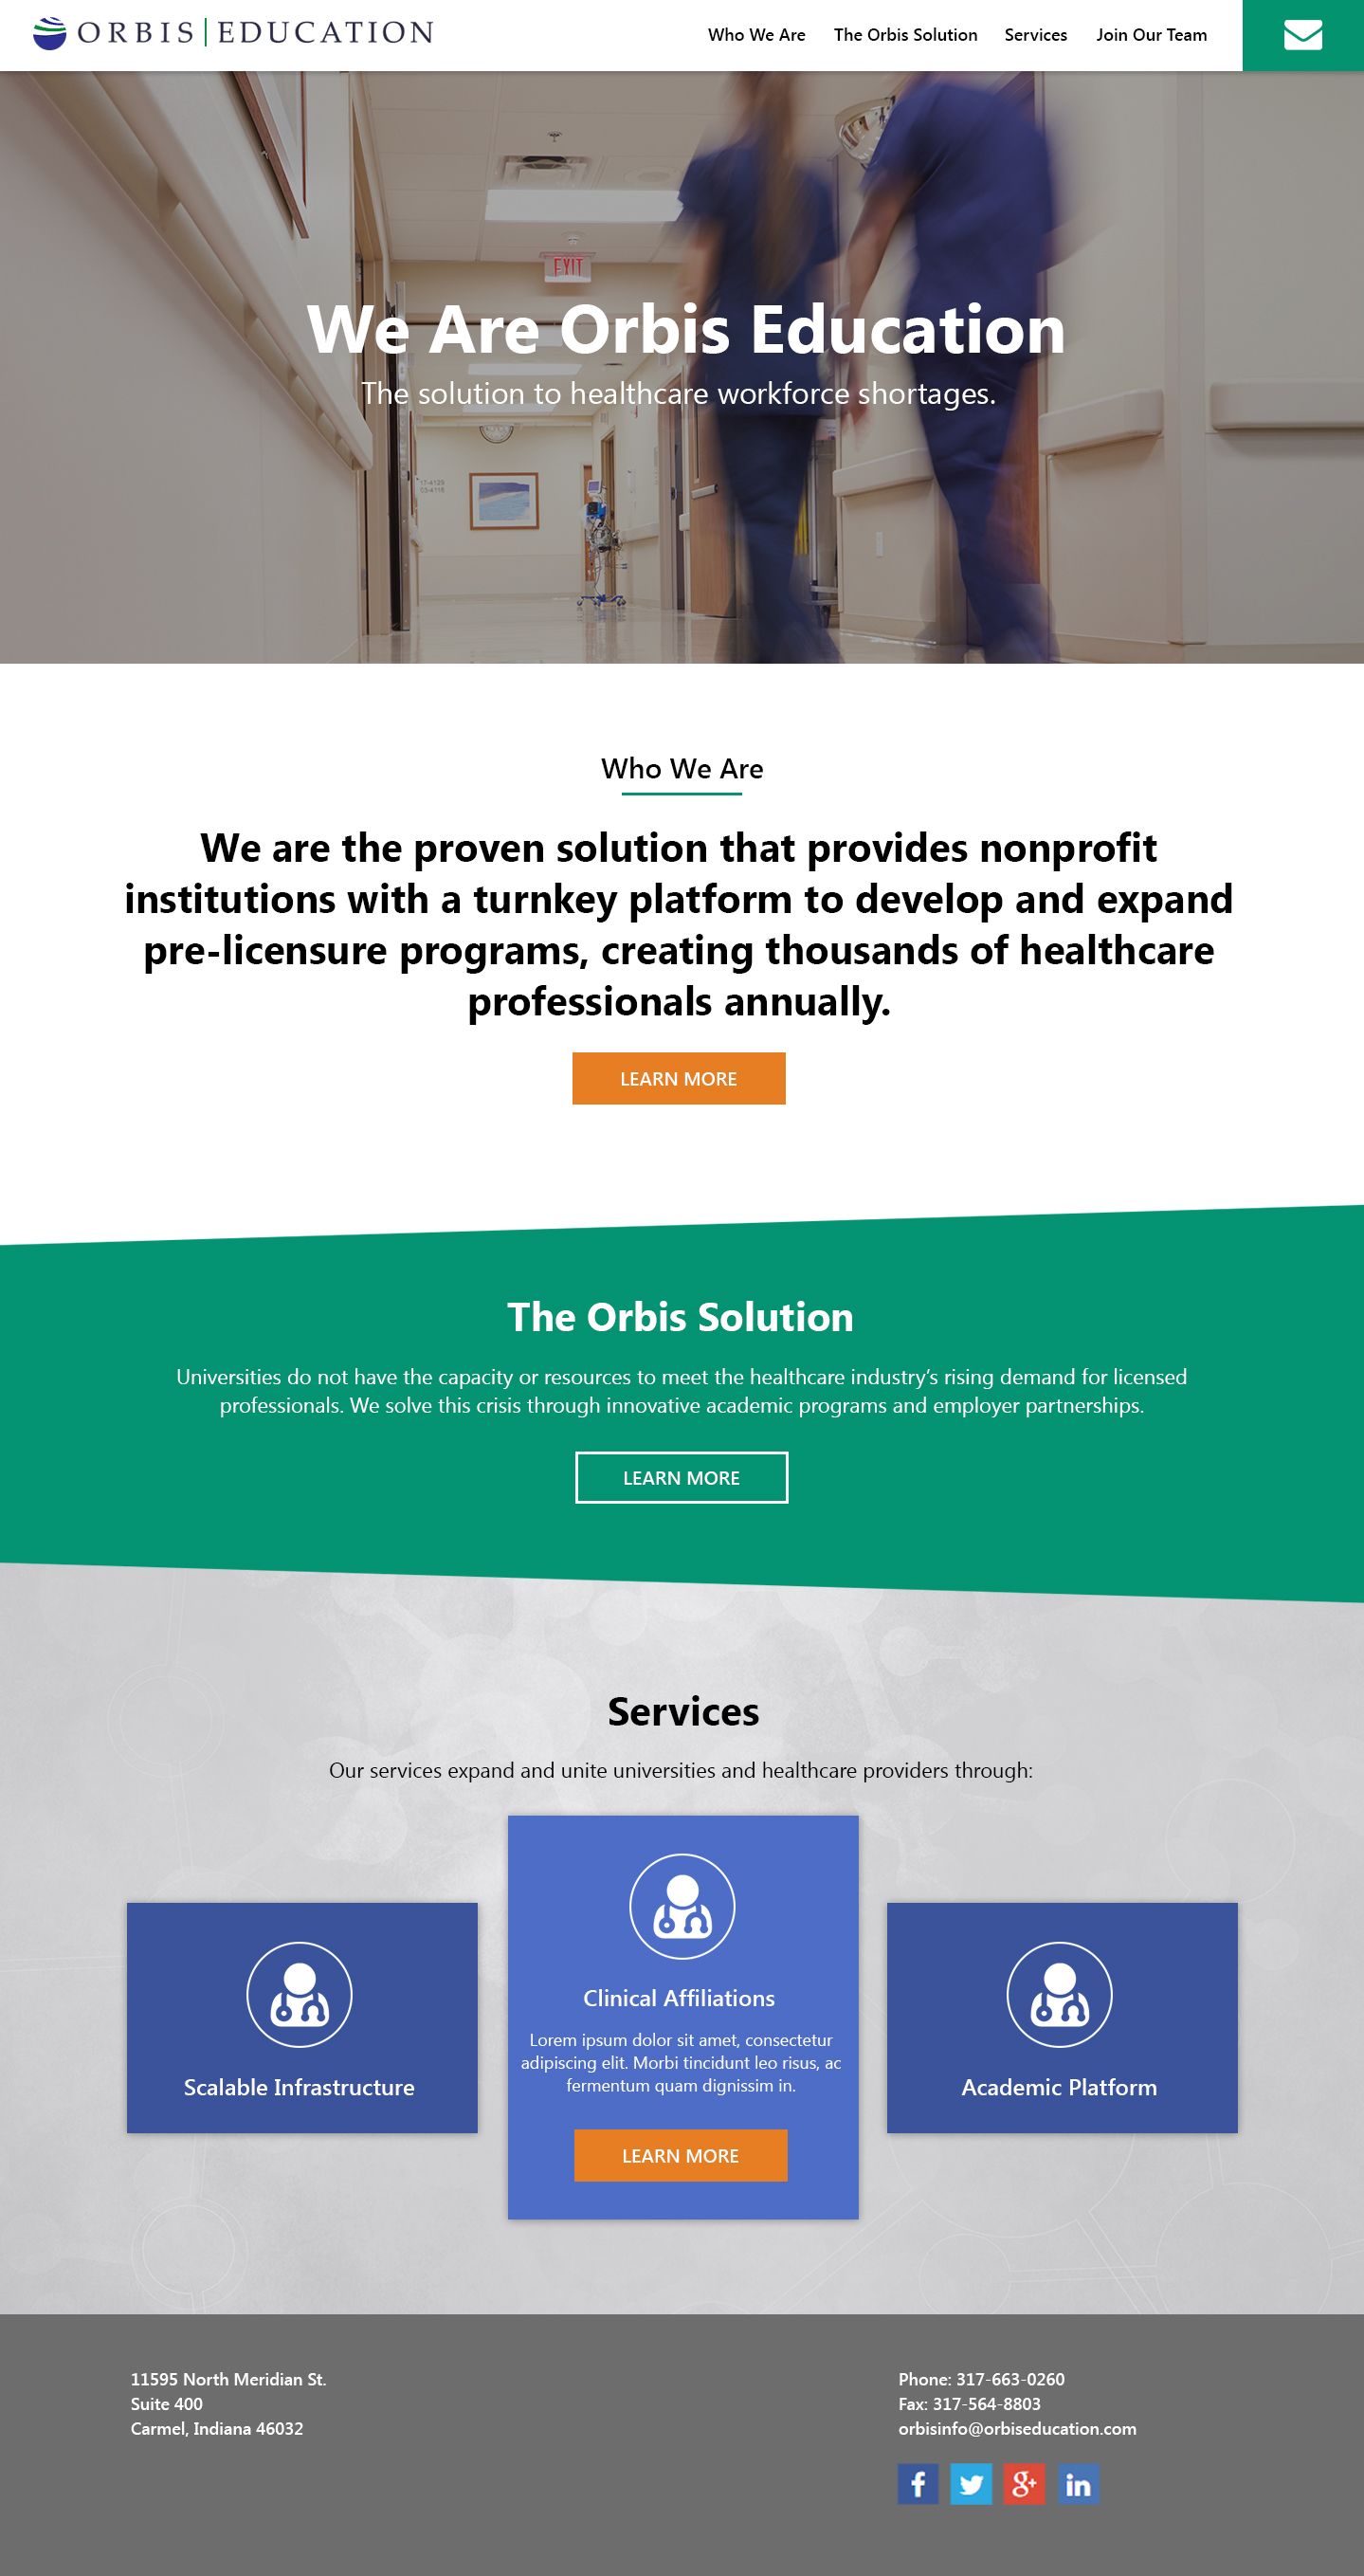 ORBIS EDUCATION
Who We Are
The Orbis Solution
Services
Join Our Team
EXIT
We Are Orbis Education
The solution to healthcare workforce shortages.
Who We Are
We are the proven solution that provides nonprofit
institutions with a turnkey platform to develop and expand
pre-licensure programs, creating thousands of healthcare
professionals annually.
LEARN MORE
The Orbis Solution
Universities do not have the capacity or resources to meet the healthcare industry’s rising demand for licensed
professionals. We solve this crisis through innovative academic programs and employer partnerships.
LEARN MORE
Services
Our services expand and unite universities and healthcare providers through:
Scalable Infrastructure
Clinical Affiliations
Lorem ipsum dolor sit amet, consectetur
adipiscing elit. Morbi tincidunt leo risus, ac
fermentum quam dignissim in.
LEARN MORE
Academic Platform
11595 North Meridian St.
Suite 400
Carmel, Indiana 46032
Phone: 317-663-0260
Fax: 317-564-8803
orbisinfo@orbiseducation.com
f
g+
in